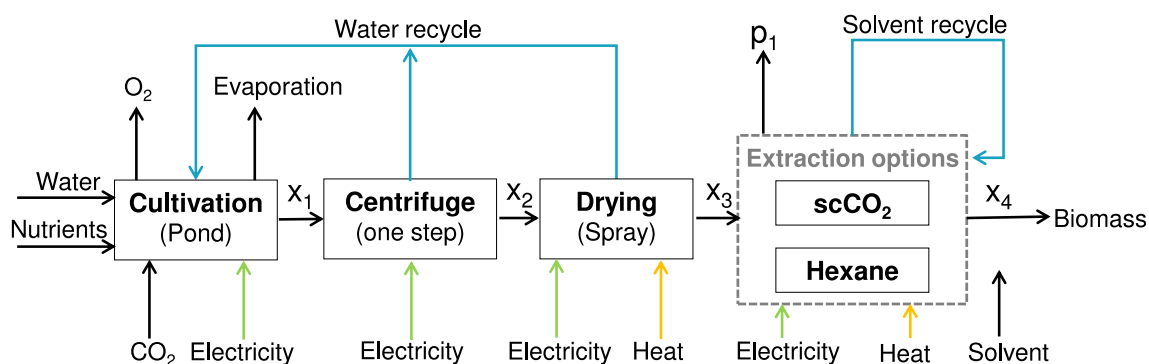 Water recycle
p₁
Solvent recycle
O₂
Evaporation
Extraction options
Water
Nutrients
Cultivation
(Pond)
x₁
Centrifuge
(one step)
x₂
Drying
(Spray)
x₃
scCO₂
Hexane
x₄
Biomass
CO₂
Electricity
Electricity
Electricity
Heat
Electricity
Heat
Solvent